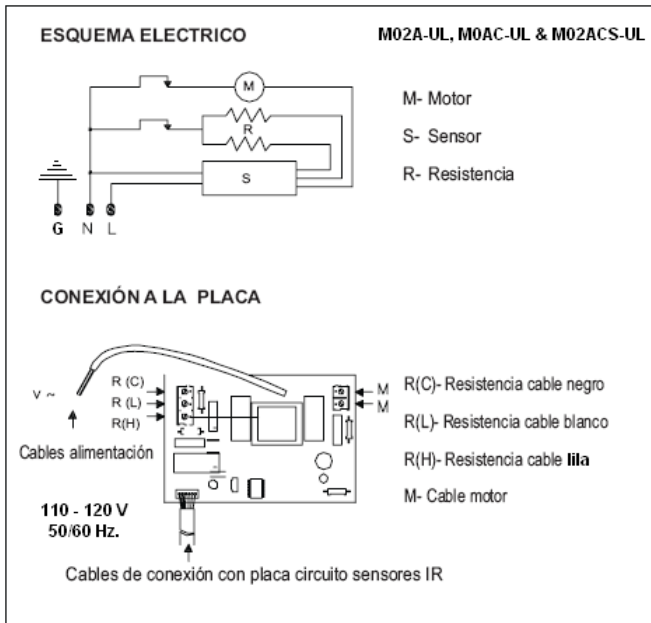 ESQUEMA ELECTRICO
M02A-UL, M0AC-UL & M02ACS-UL
M
R
S
G N L
M- Motor
S- Sensor
R- Resistencia
CONEXIÓN A LA PLACA
V ~
R (C)
R (L)
R(H)
M
M
Cables alimentación
110 - 120 V
50/60 Hz.
R(C)- Resistencia cable negro
R(L)- Resistencia cable blanco
R(H)- Resistencia cable lila
M- Cable motor
Cables de conexión con placa circuito sensores IR